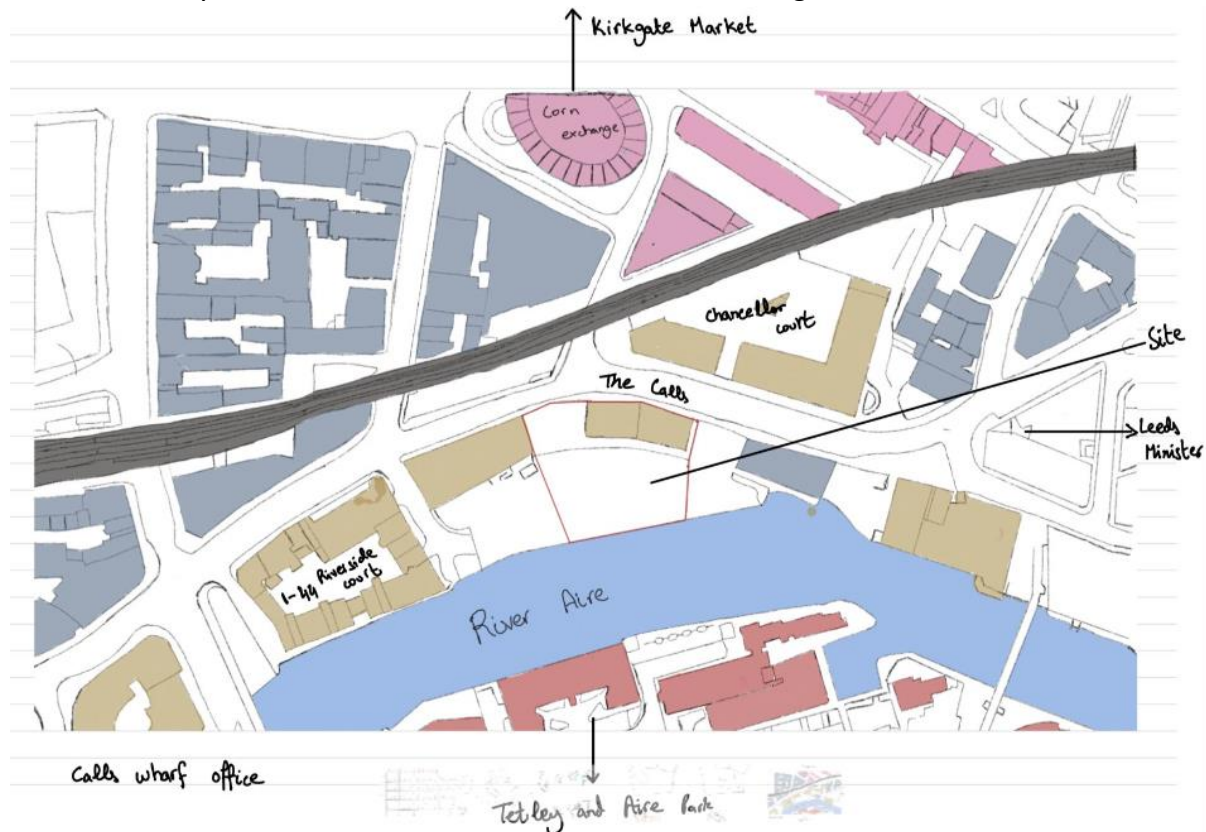 Kirkgate Market
Corn
exchange
Chancellor
court
Site
The Calls
Leeds
Minister
1-44 Riverside
court
River Aire
Calls wharf office
Tetley and Aire Park